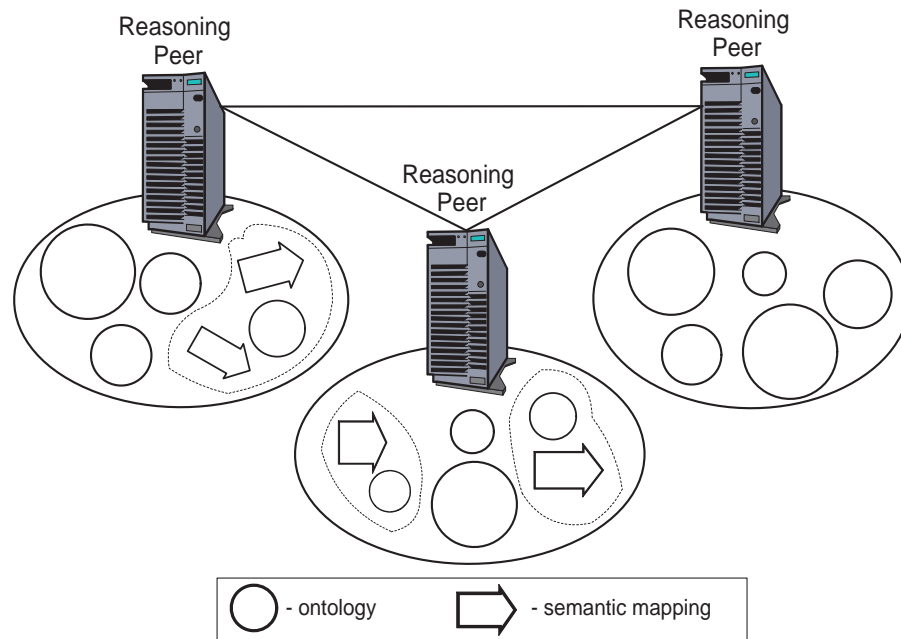 Reasoning
Peer
Reasoning
Peer
Reasoning
Peer
- ontology
- semantic mapping